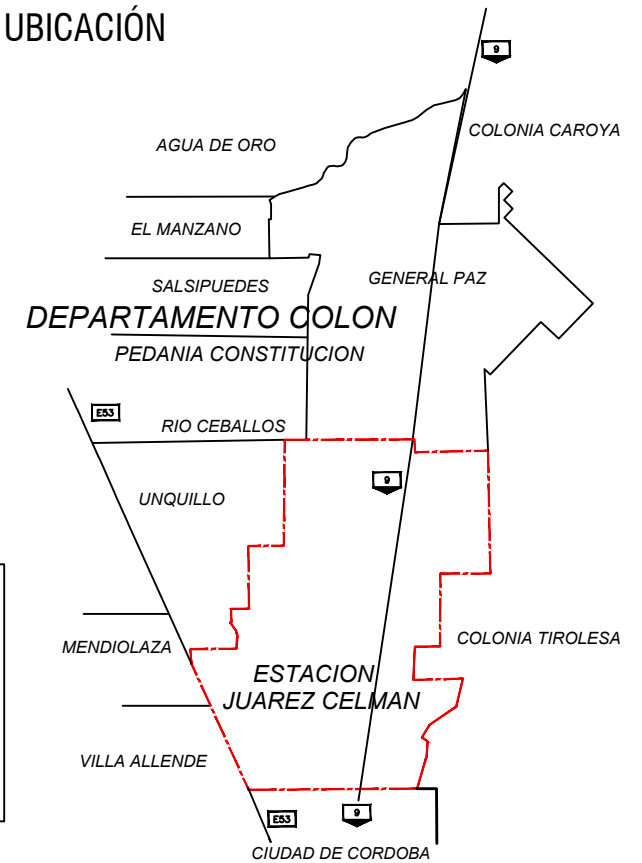 UBICACIÓN
9
COLONIA CAROYA
AGUA DE ORO
EL MANZANO
SALSIPUEDES
GENERAL PAZ
DEPARTAMENTO COLON
PEDANIA CONSTITUCION
E53
RIO CEBALLOS
9
UNQUILLO
MENDIOLAZA
COLONIA TIROLESA
ESTACION
JUAREZ CELMAN
VILLA ALLENDE
E53
9
CIUDAD DE CORDOBA